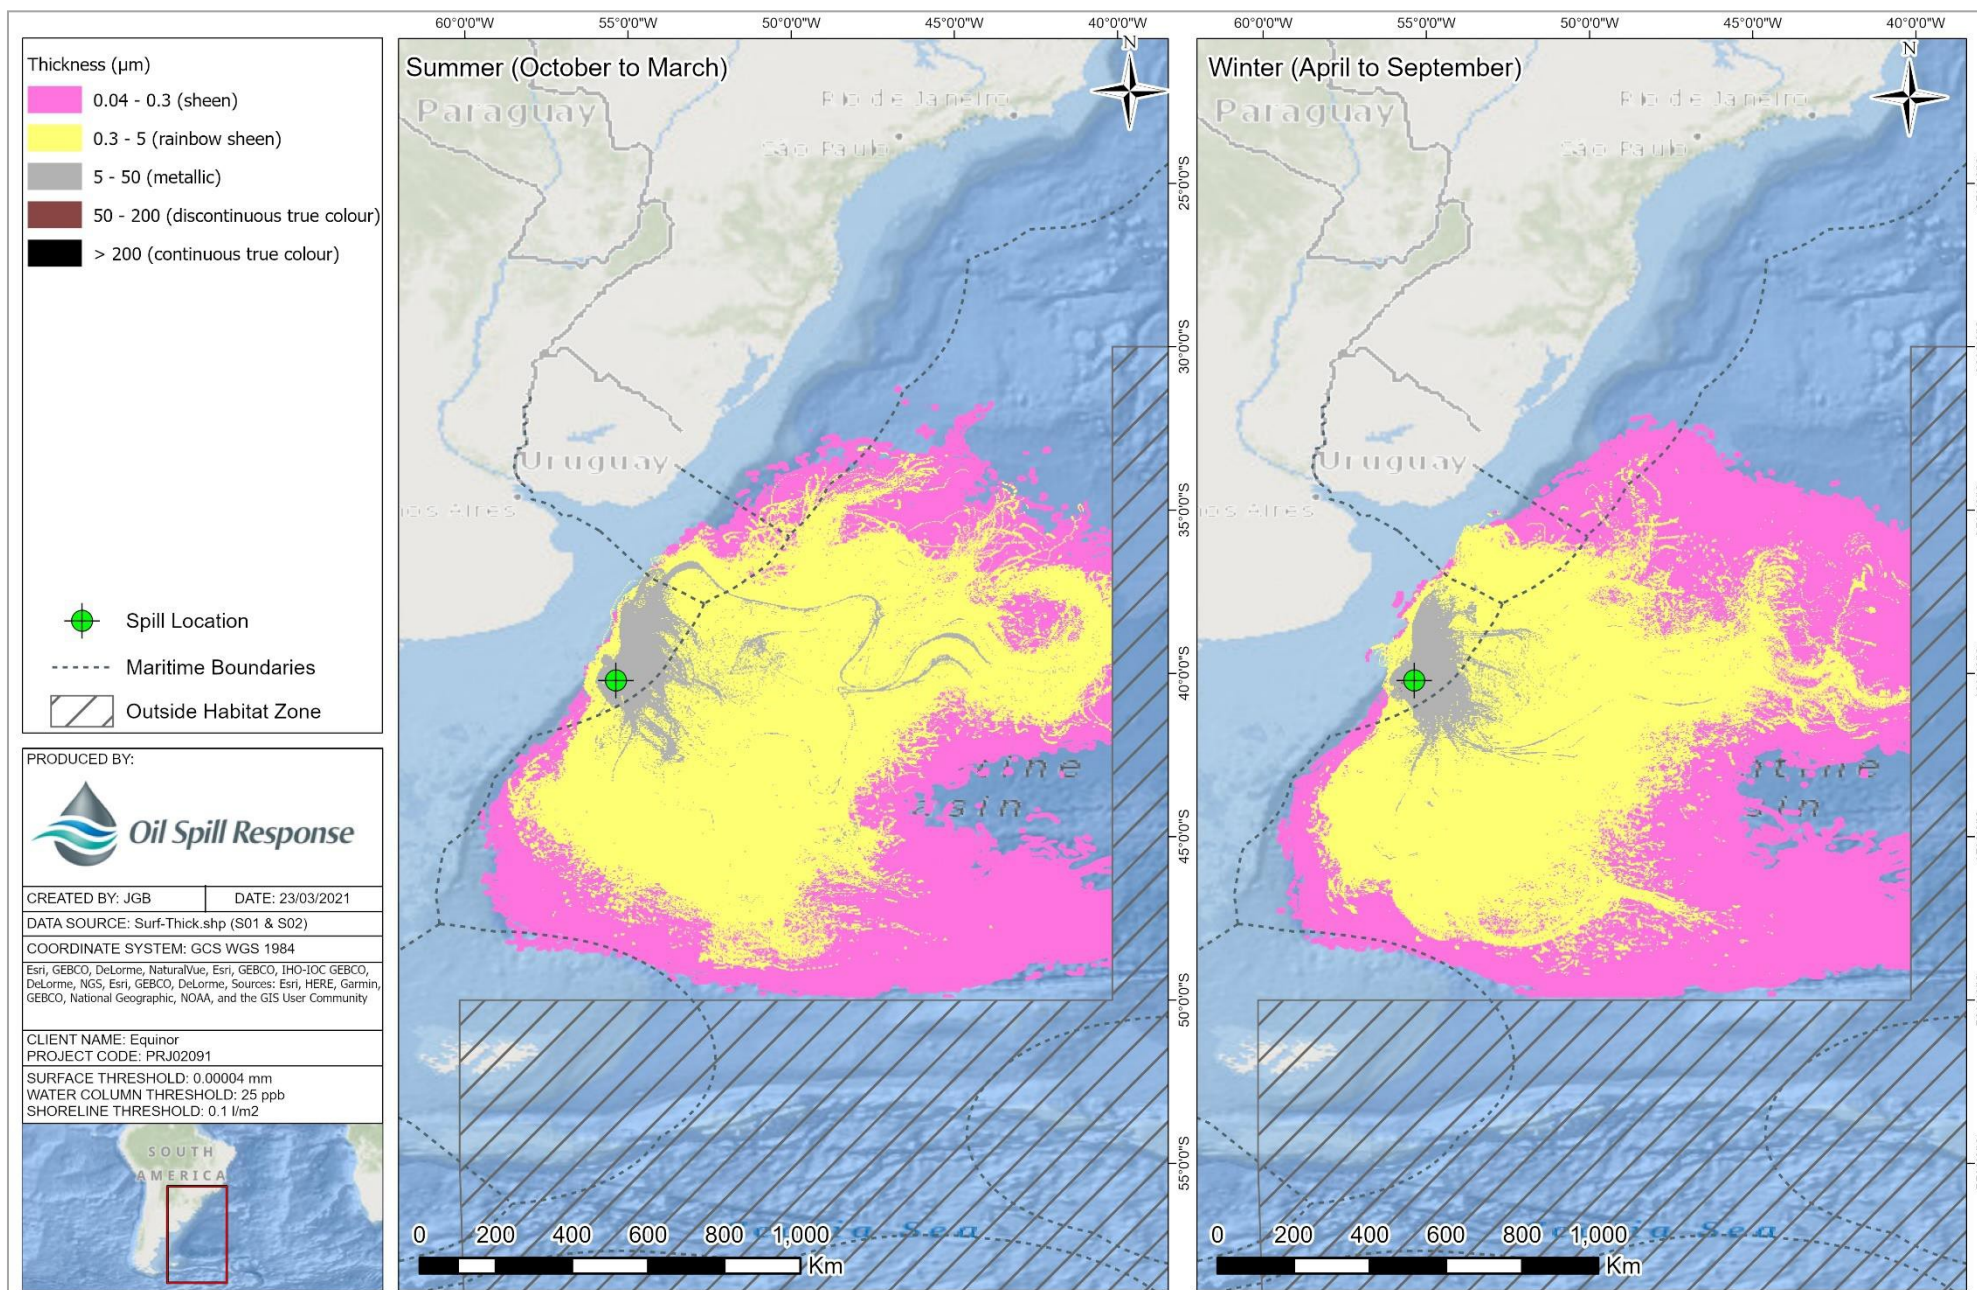 60°0'0"W 55°0'0"W 50°0'0"W 45°0'0"W 40°0'0"W 60°0'0"W 55°0'0"W 50°0'0"W 45°0'0"W 40°0'0"W
Thickness (µm)
0.04 - 0.3 (sheen)
0.3 - 5 (rainbow sheen)
5 - 50 (metallic)
50 - 200 (discontinuous true colour)
> 200 (continuous true colour)
Spill Location
Maritime Boundaries
Outside Habitat Zone
PRODUCED BY:
Oil Spill Response
CREATED BY: JGB DATE: 23/03/2021
DATA SOURCE: Surf-Thick.shp (S01 & S02)
COORDINATE SYSTEM: GCS WGS 1984
Esri, GEBCO, DeLorme, NaturalVue, Esri, GEBCO, IHO-IOC GEBCO,
DeLorme, NGS, Esri, GEBCO, DeLorme, Sources: Esri, HERE, Garmin,
GEBCO, National Geographic, NOAA, and the GIS User Community
CLIENT NAME: Equinor
PROJECT CODE: PRJ02091
SURFACE THRESHOLD: 0.00004 mm
WATER COLUMN THRESHOLD: 25 ppb
SHORELINE THRESHOLD: 0.1 l/m2
SOUTH
AMERICA
Summer (October to March)
N
Paraguay
Rio de Janeiro
São Paulo
Uruguay
25°0'0"S
30°0'0"S
35°0'0"S
40°0'0"S
45°0'0"S
50°0'0"S
55°0'0"S
0 200 400 600 800 1,000
Km
Winter (April to September)
N
Paraguay
Rio de Janeiro
São Paulo
Uruguay
0 200 400 600 800 1,000
Km